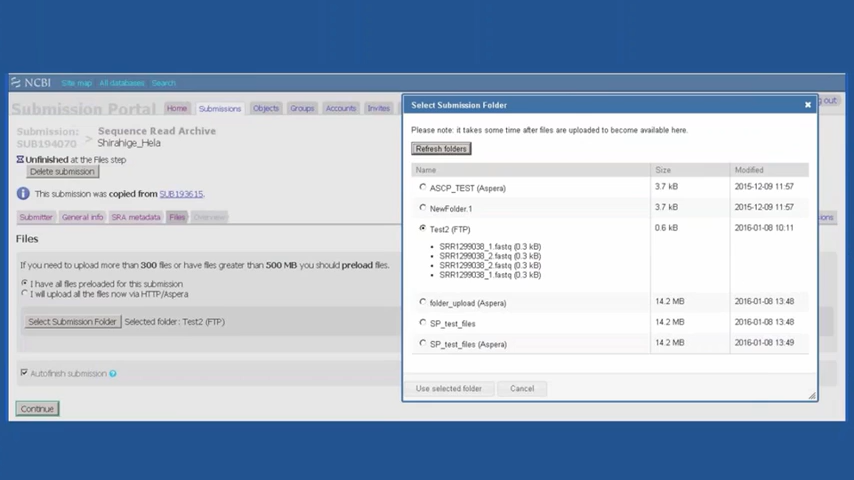 NCBI Site map All databases Search
Submission Portal Home Submissions Objects Groups Accounts Invites
out
Submission: SUB194070 > Sequence Read Archive
Shirahige_Hela
Unfinished at the Files step
Delete submission
This submission was copied from SUB193615.
Submitter General info SRA metadata Files Overview
Files
If you need to upload more than 300 files or have files greater than 500 MB you should preload files.
I have all files preloaded for this submission
I will upload all the files now via HTTP/Aspera
Select Submission Folder Selected folder: Test2 (FTP)
Autofinish submission
Continue
Select Submission Folder
Please note: it takes some time after files are uploaded to become available here.
Refresh folders
Name Size Modified
ASCP_TEST (Aspera) 3.7 kB 2015-12-09 11:57
NewFolder.1 3.7 kB 2015-12-09 11:57
Test2 (FTP) 0.6 kB 2016-01-08 10:11
SRR1299038_1.fastq (0.3 kB)
SRR1299038_2.fastq (0.3 kB)
SRR1299038_2.fastq (0.3 kB)
SRR1299038_1.fastq (0.3 kB)
folder_upload (Aspera) 14.2 MB 2016-01-08 13:48
SP_test_files 14.2 MB 2016-01-08 13:48
SP_test_files (Aspera) 14.2 MB 2016-01-08 13:49
Use selected folder Cancel